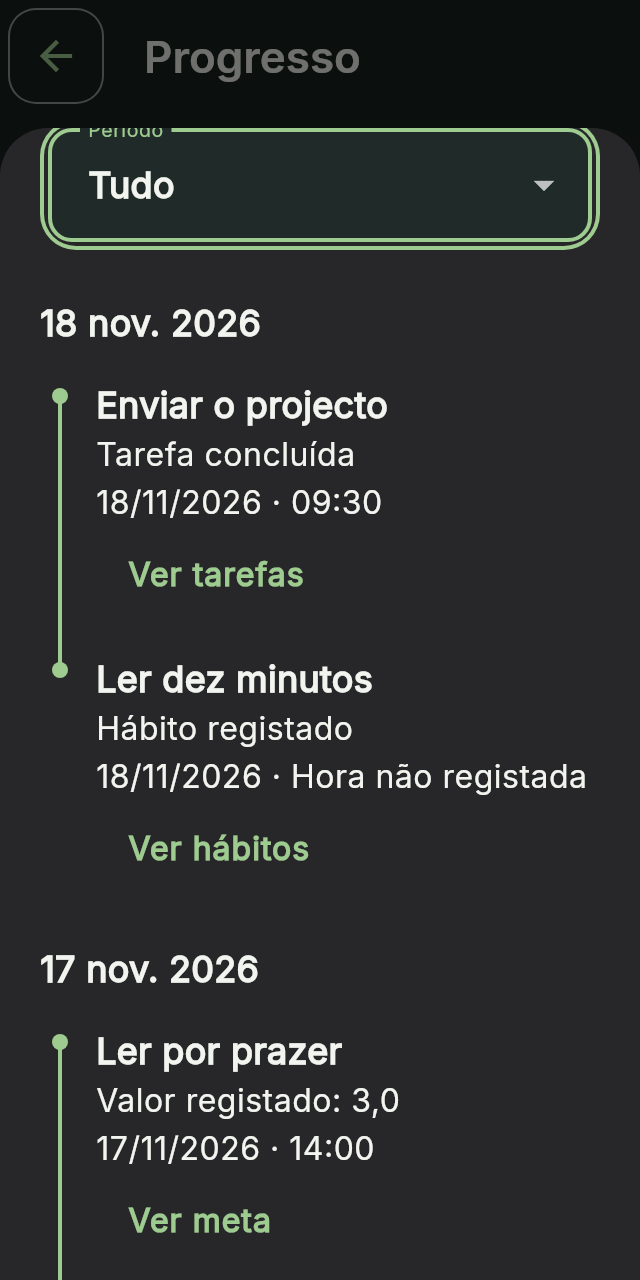 Progresso
Período
Tudo
18 nov. 2026
Enviar o projecto
Tarefa concluída
18/11/2026 · 09:30
Ver tarefas
Ler dez minutos
Hábito registado
18/11/2026 · Hora não registada
Ver hábitos
17 nov. 2026
Ler por prazer
Valor registado: 3,0
17/11/2026 · 14:00
Ver meta